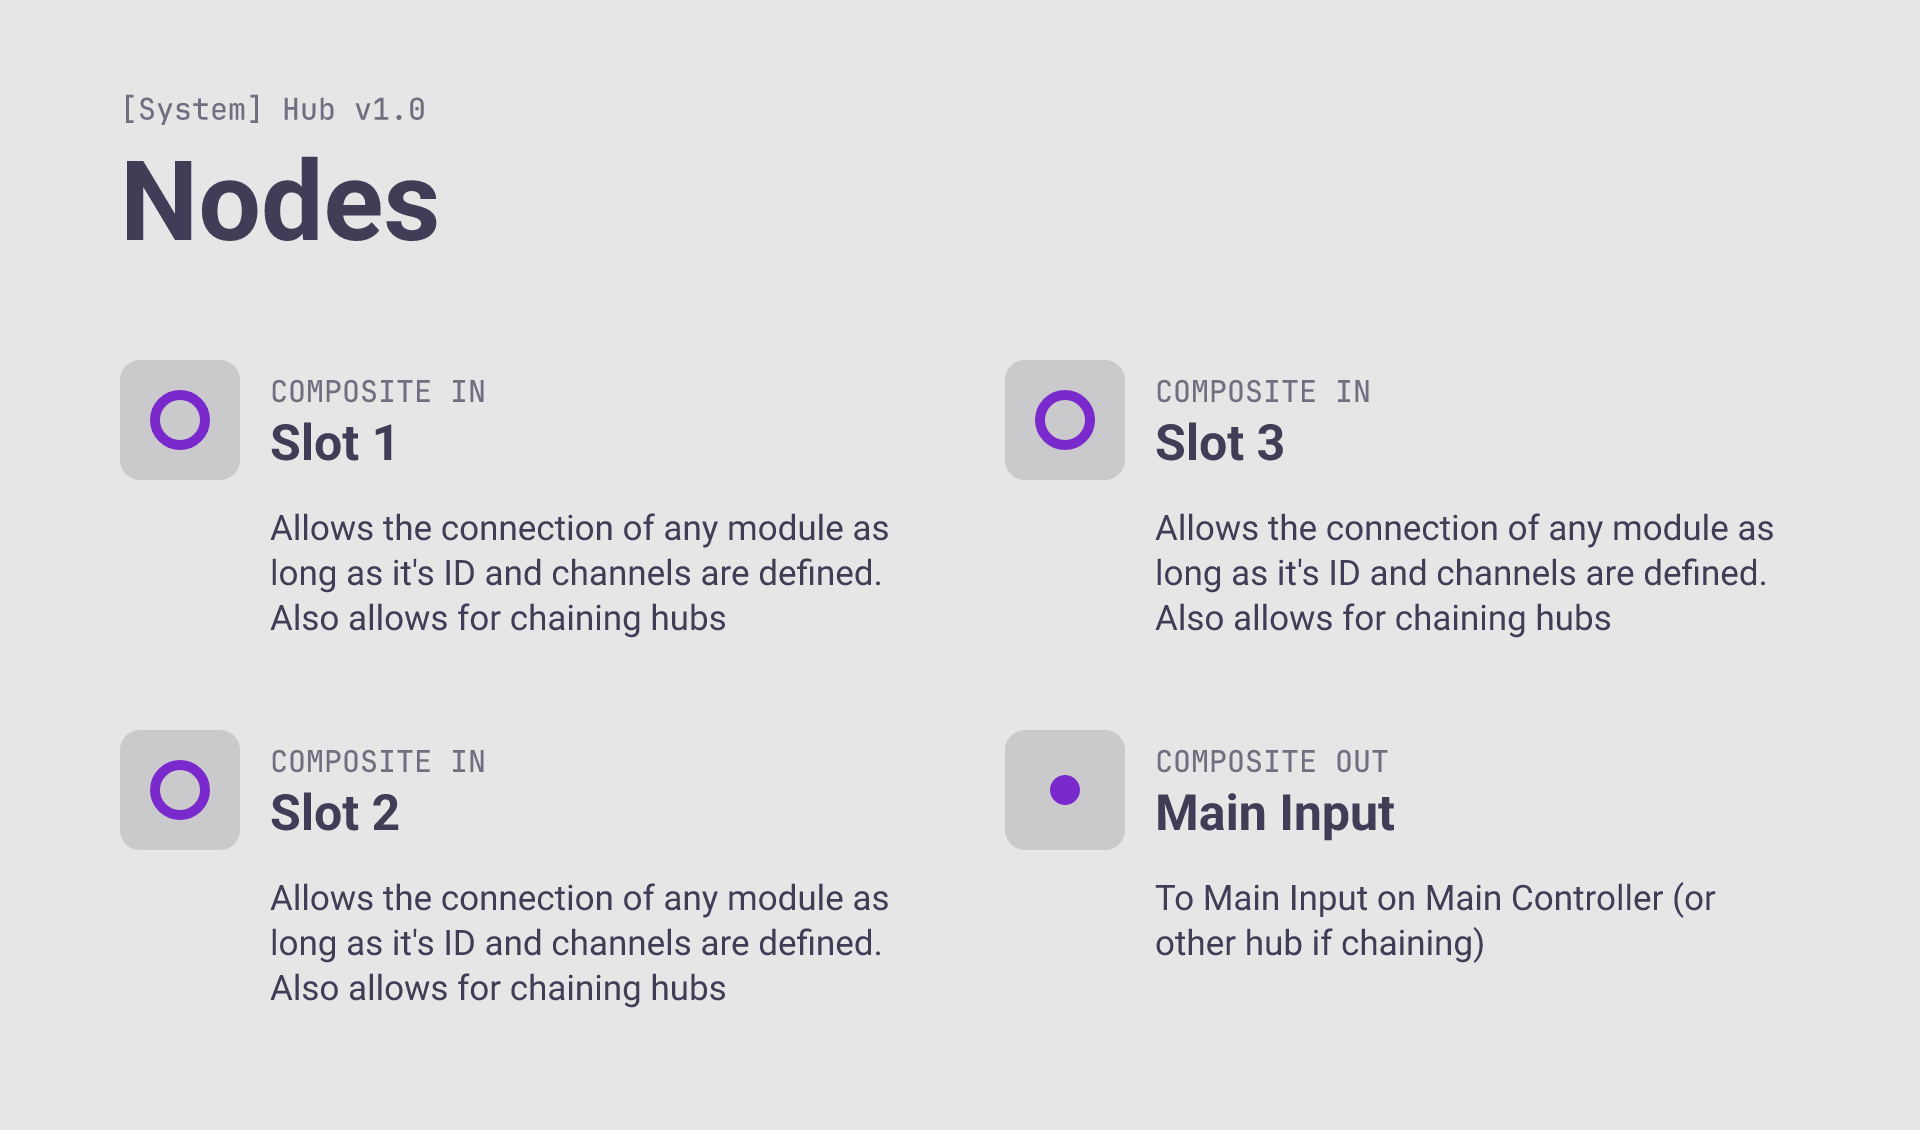 [System] Hub v1.0
Nodes
COMPOSITE IN
Slot 1
Allows the connection of any module as
long as it's ID and channels are defined.
Also allows for chaining hubs
COMPOSITE IN
Slot 2
Allows the connection of any module as
long as it's ID and channels are defined.
Also allows for chaining hubs
COMPOSITE IN
Slot 3
Allows the connection of any module as
long as it's ID and channels are defined.
Also allows for chaining hubs
COMPOSITE OUT
Main Input
To Main Input on Main Controller (or
other hub if chaining)